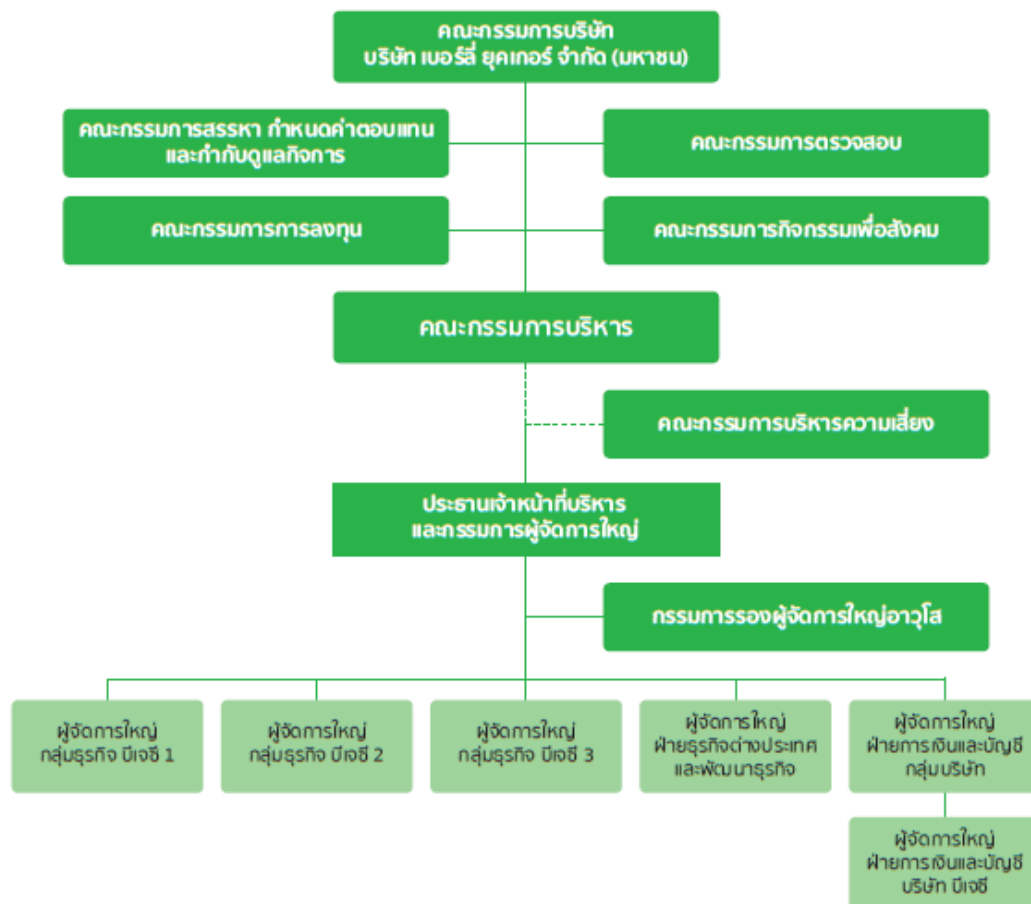 คณะกรรมการบริษัท
บริษัท เบอร์ลี่ ยุคเกอร์ จำกัด (มหาชน)
คณะกรรมการสรรหา กำหนดค่าตอบแทน
และกำกับดูแลกิจการ
คณะกรรมการตรวจสอบ
คณะกรรมการการลงทุน
คณะกรรมการกิจกรรมเพื่อสังคม
คณะกรรมการบริหาร
คณะกรรมการบริหารความเสี่ยง
ประธานเจ้าหน้าที่บริหาร
และกรรมการผู้จัดการใหญ่
กรรมการรองผู้จัดการใหญ่อาวุโส
ผู้จัดการใหญ่
กลุ่มธุรกิจ บีเจซี 1
ผู้จัดการใหญ่
กลุ่มธุรกิจ บีเจซี 2
ผู้จัดการใหญ่
กลุ่มธุรกิจ บีเจซี 3
ผู้จัดการใหญ่
ฝ่ายธุรกิจต่างประเทศ
และพัฒนาธุรกิจ
ผู้จัดการใหญ่
ฝ่ายการเงินและบัญชี
กลุ่มบริษัท
ผู้จัดการใหญ่
ฝ่ายการเงินและบัญชี
บริษัท บีเจซี